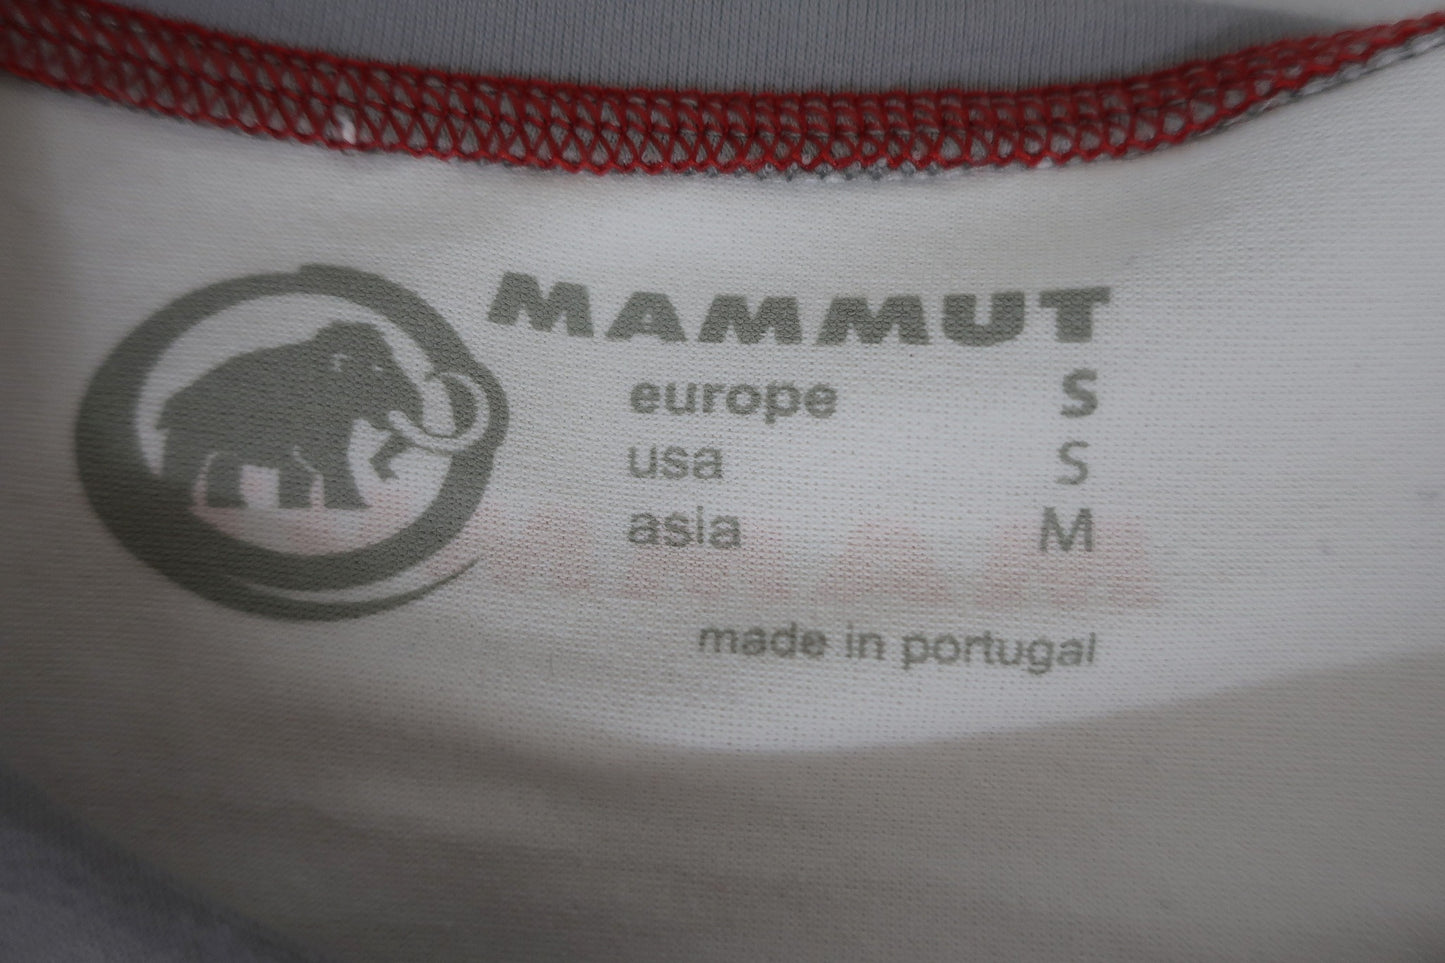 MAMMUT
europe S
usa S
asia M
made in portugal